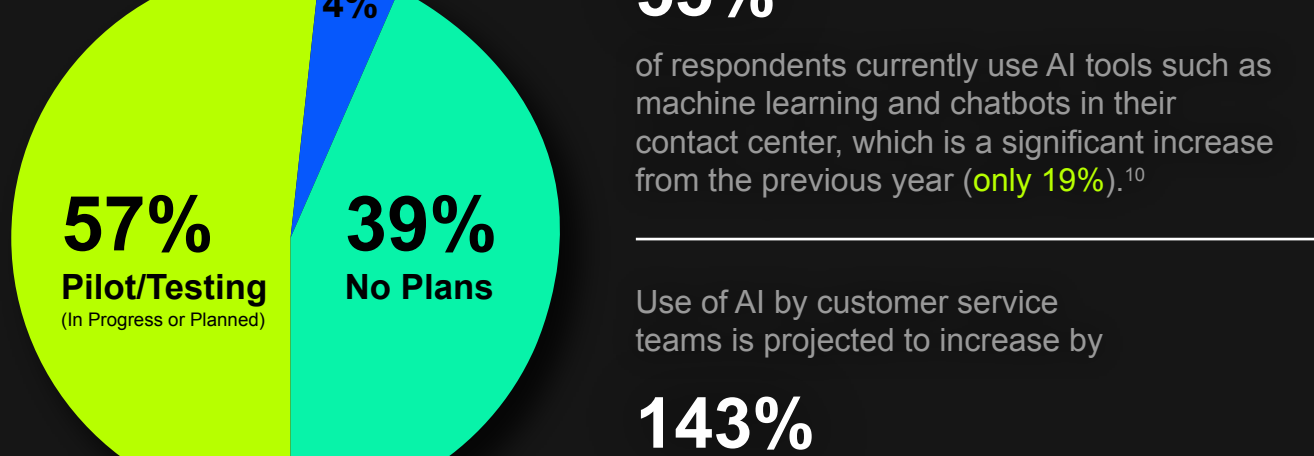 4%
57%
Pilot/Testing
(In Progress or Planned)
39%
No Plans
of respondents currently use AI tools such as
machine learning and chatbots in their
contact center, which is a significant increase
from the previous year (only 19%).¹⁰
Use of AI by customer service
teams is projected to increase by
143%